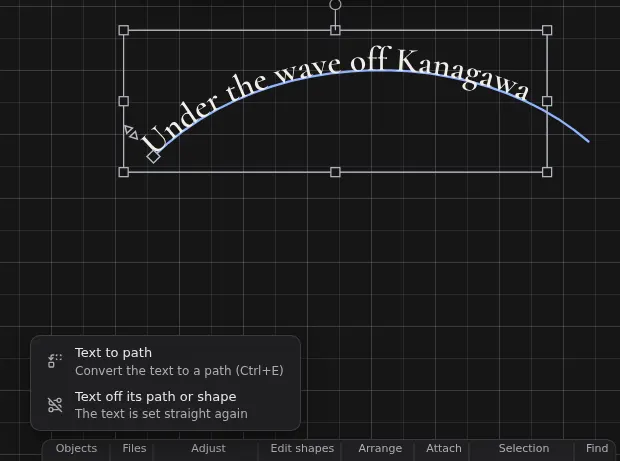 Under the wave off Kanagawa
Text to path
Convert the text to a path (Ctrl+E)
Text off its path or shape
The text is set straight again
Objects Files Adjust Edit shapes Arrange Attach Selection Find